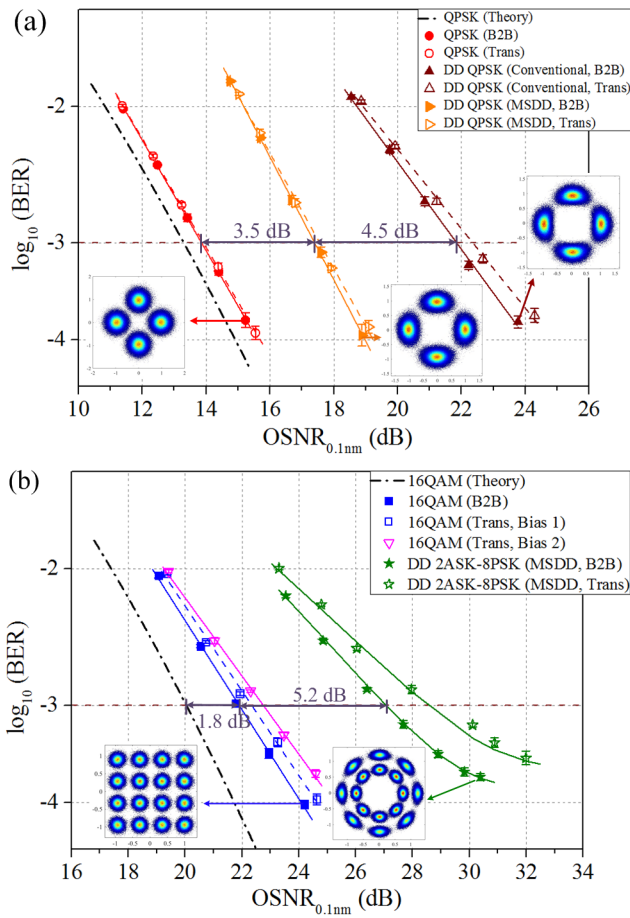 (a)
QPSK (Theory)
QPSK (B2B)
QPSK (Trans)
DD QPSK (Conventional, B2B)
DD QPSK (Conventional, Trans)
DD QPSK (MSDD, B2B)
DD QPSK (MSDD, Trans)
-2
-3
-4
log10 (BER)
3.5 dB
4.5 dB
10 12 14 16 18 20 22 24 26
OSNR0.1nm (dB)
(b)
16QAM (Theory)
16QAM (B2B)
16QAM (Trans, Bias 1)
16QAM (Trans, Bias 2)
DD 2ASK-8PSK (MSDD, B2B)
DD 2ASK-8PSK (MSDD, Trans)
-2
-3
-4
log10 (BER)
1.8 dB
5.2 dB
16 18 20 22 24 26 28 30 32 34
OSNR0.1nm (dB)